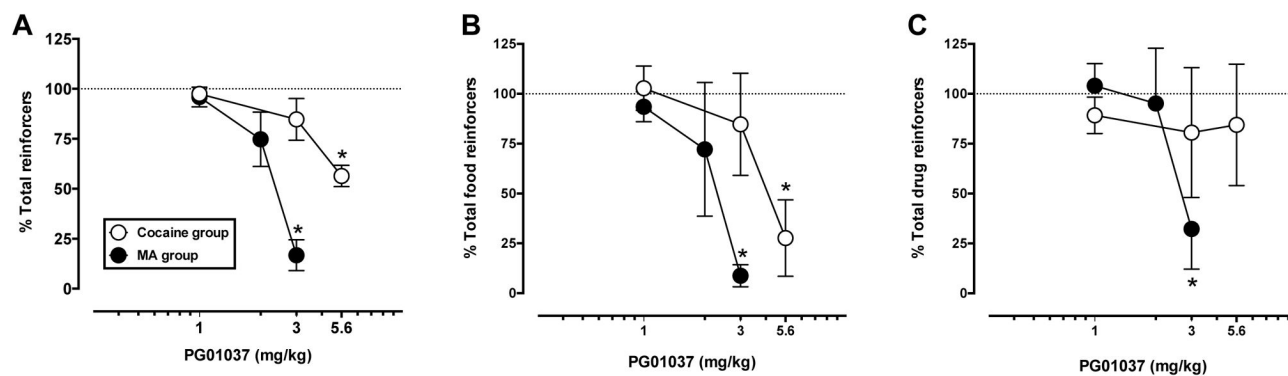 A
% Total reinforcers
125
100
75
50
25
0
*
*
Cocaine group
MA group
1
3
5.6
PG01037 (mg/kg)
B
% Total food reinforcers
125
100
75
50
25
0
*
*
1
3
5.6
PG01037 (mg/kg)
C
% Total drug reinforcers
125
100
75
50
25
0
*
1
3
5.6
PG01037 (mg/kg)